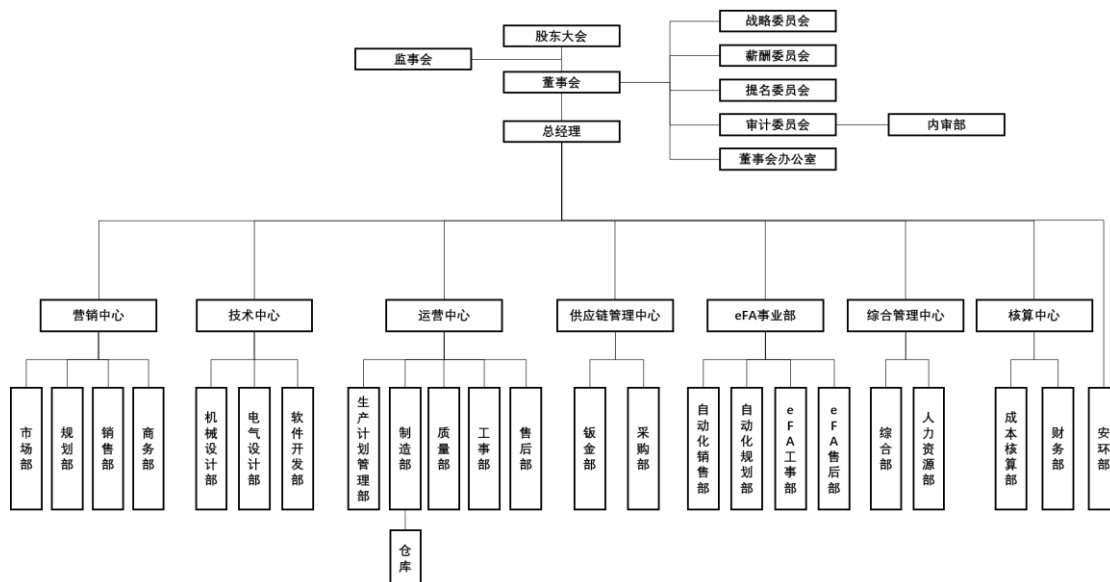 战略委员会
股东大会
薪酬委员会
监事会
董事会
提名委员会
总经理
审计委员会
内审部
董事会办公室
营销中心
技术中心
运营中心
供应链管理中心
eFA事业部
综合管理中心
核算中心
市场部
规划部
销售部
商务部
机械设计部
电气设计部
软件开发部
生产计划管理部
制造部
质量部
工事部
售后部
钣金部
采购部
自动化销售部
自动化规划部
eFA工事部
eFA售后部
综合部
人力资源部
成本核算部
财务部
安环部
仓库